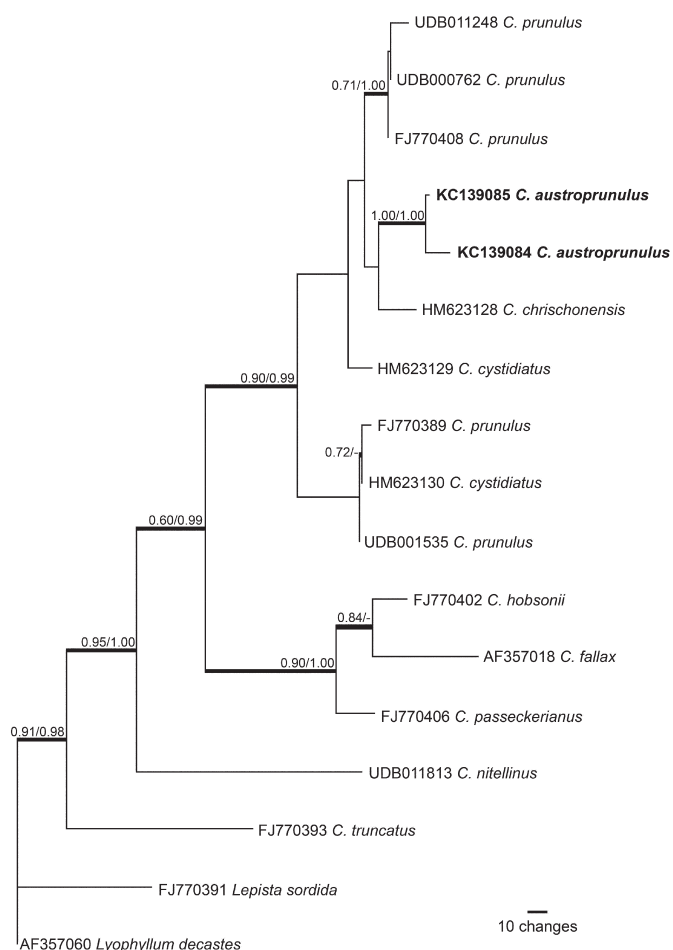 UDB011248 C. prunulus
UDB000762 C. prunulus
0.71/1.00
FJ770408 C. prunulus
KC139085 C. austroprunulus
1.00/1.00
KC139084 C. austroprunulus
HM623128 C. chrischonensis
HM623129 C. cystidiatus
0.90/0.99
FJ770389 C. prunulus
0.72/-
HM623130 C. cystidiatus
0.60/0.99
UDB001535 C. prunulus
FJ770402 C. hobsonii
0.84/-
0.95/1.00
AF357018 C. fallax
0.90/1.00
FJ770406 C. passeckerianus
0.91/0.98
UDB011813 C. nitellinus
FJ770393 C. truncatus
FJ770391 Lepista sordida
10 changes
AF357060 Lyophyllum decastes